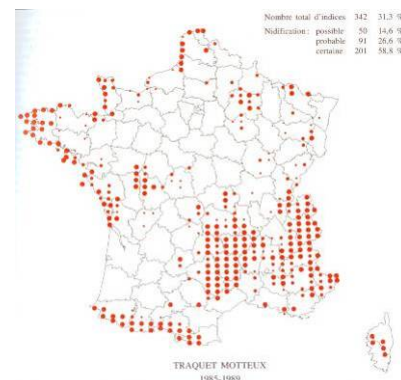 Nombre total d'indices 342 31,3 %
Nidification : possible 50 14,6 %
probable 91 26,6 %
certaine 201 58,8 %
TRAQUET MOTTEUX
1985-1989